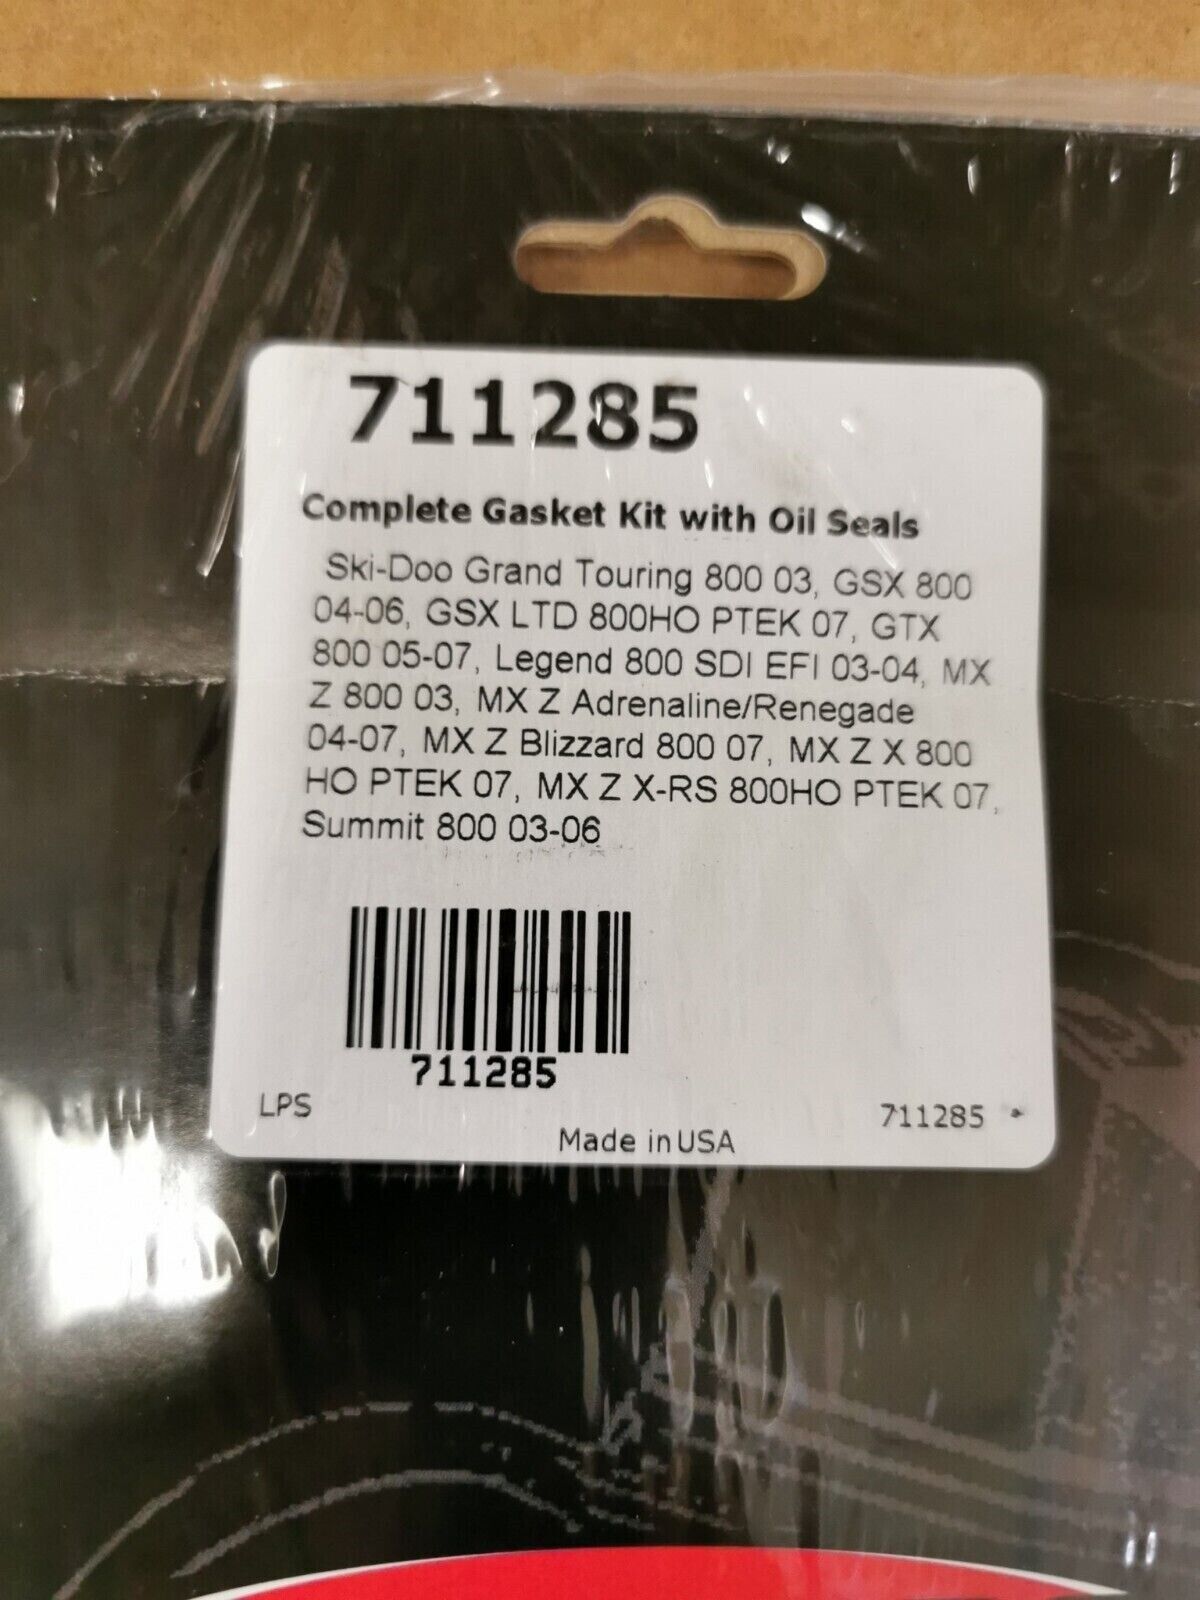 711285
Complete Gasket Kit with Oil Seals
Ski-Doo Grand Touring 800 03, GSX 800
04-06, GSX LTD 800HO PTEK 07, GTX
800 05-07, Legend 800 SDI EFI 03-04, MX
Z 800 03, MX Z Adrenaline/Renegade
04-07, MX Z Blizzard 800 07, MX Z X 800
HO PTEK 07, MX Z X-RS 800HO PTEK 07,
Summit 800 03-06
711285
LPS
711285
Made in USA